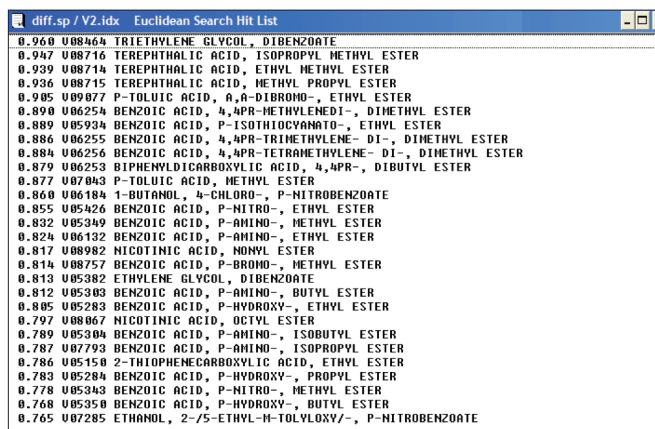 diff.sp / V2.idx Euclidean Search Hit List
0.960 V08464 TRIETHYLENE GLYCOL, DIBENZOATE
0.947 V08716 TEREPHTHALIC ACID, ISOPROPYL METHYL ESTER
0.939 V08714 TEREPHTHALIC ACID, ETHYL METHYL ESTER
0.936 V08715 TEREPHTHALIC ACID, METHYL PROPYL ESTER
0.905 V09077 P-TOLUIC ACID, A,A-DIBROMO-, ETHYL ESTER
0.890 V06254 BENZOIC ACID, 4,4PR-METHYLENEDI-, DIMETHYL ESTER
0.889 V05934 BENZOIC ACID, P-ISOTHIOCYANATO-, ETHYL ESTER
0.886 V06255 BENZOIC ACID, 4,4PR-TRIMETHYLENE- DI-, DIMETHYL ESTER
0.884 V06256 BENZOIC ACID, 4,4PR-TETRAMETHYLENE- DI-, DIMETHYL ESTER
0.879 V06253 BIPHENYLDICARBOXYLIC ACID, 4,4PR-, DIBUTYL ESTER
0.877 V07043 P-TOLUIC ACID, METHYL ESTER
0.860 V06184 1-BUTANOL, 4-CHLORO-, P-NITROBENZOATE
0.855 V05426 BENZOIC ACID, P-NITRO-, ETHYL ESTER
0.832 V05349 BENZOIC ACID, P-AMINO-, METHYL ESTER
0.824 V06132 BENZOIC ACID, P-AMINO-, ETHYL ESTER
0.817 V08982 NICOTINIC ACID, NONYL ESTER
0.814 V08757 BENZOIC ACID, P-BROMO-, METHYL ESTER
0.813 V05382 ETHYLENE GLYCOL, DIBENZOATE
0.812 V05303 BENZOIC ACID, P-AMINO-, BUTYL ESTER
0.805 V05283 BENZOIC ACID, P-HYDROXY-, ETHYL ESTER
0.797 V08067 NICOTINIC ACID, OCTYL ESTER
0.789 V05304 BENZOIC ACID, P-AMINO-, ISOBUTYL ESTER
0.787 V07793 BENZOIC ACID, P-AMINO-, ISOPROPYL ESTER
0.786 V05150 2-THIOPHENECARBOXYLIC ACID, ETHYL ESTER
0.783 V05284 BENZOIC ACID, P-HYDROXY-, PROPYL ESTER
0.778 V05343 BENZOIC ACID, P-NITRO-, METHYL ESTER
0.768 V05350 BENZOIC ACID, P-HYDROXY-, BUTYL ESTER
0.765 V07285 ETHANOL, 2-/5-ETHYL-M-TOLYLOXY/-, P-NITROBENZOATE